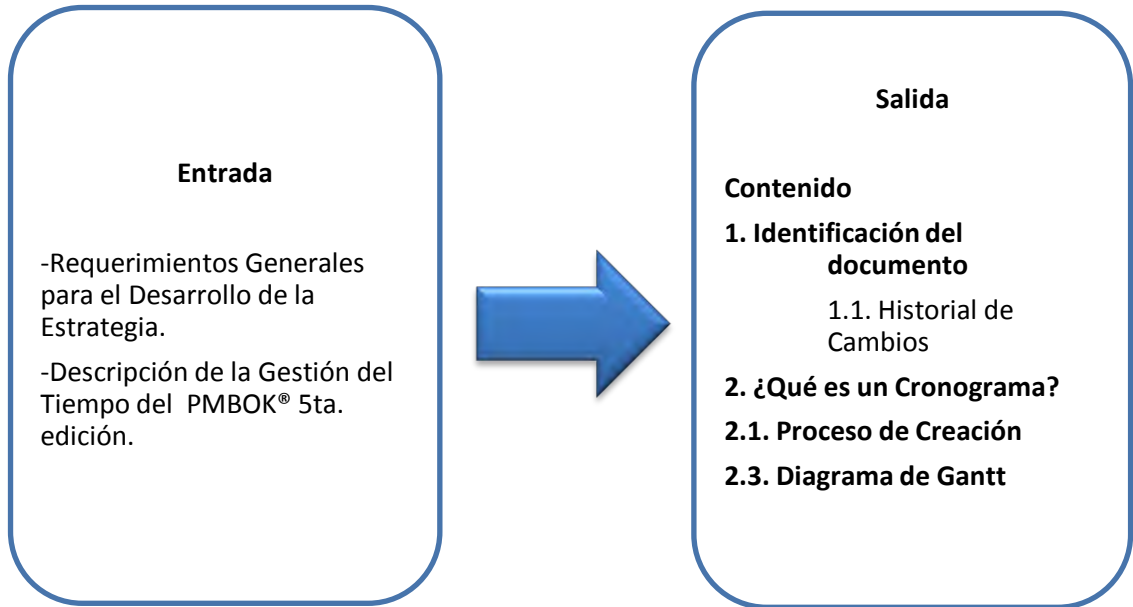 Entrada
-Requerimientos Generales
para el Desarrollo de la
Estrategia.
-Descripción de la Gestión del
Tiempo del PMBOK® 5ta.
edición.
Salida
Contenido
1. Identificación del
documento
1.1. Historial de
Cambios
2. ¿Qué es un Cronograma?
2.1. Proceso de Creación
2.3. Diagrama de Gantt